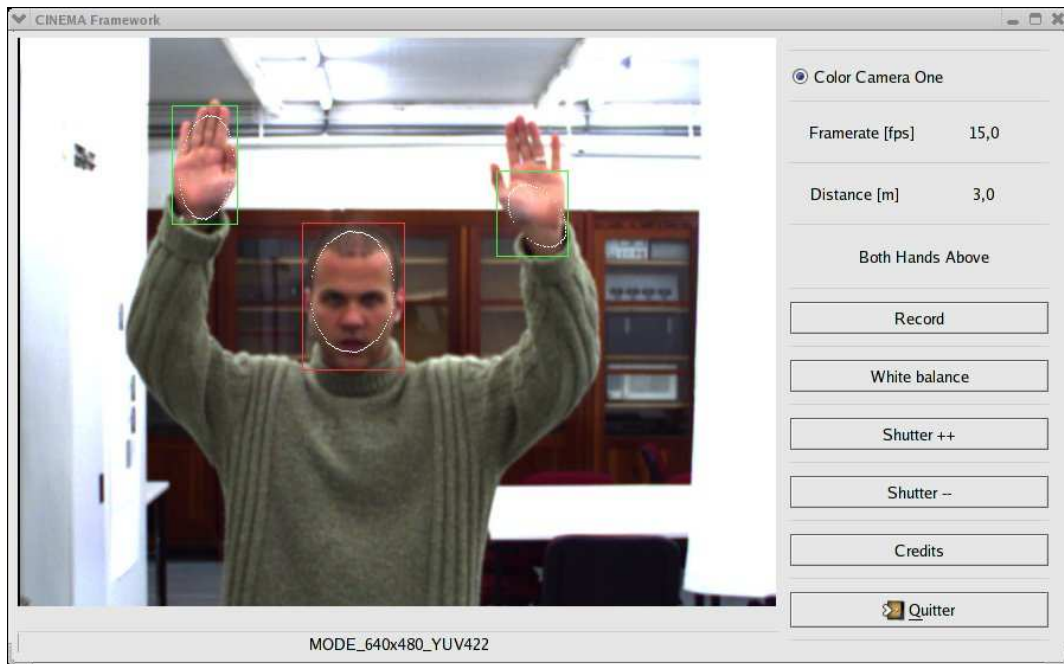 CINEMA Framework
Color Camera One
Framerate [fps] 15,0
Distance [m] 3,0
Both Hands Above
Record
White balance
Shutter ++
Shutter --
Credits
Quitter
MODE_640x480_YUV422